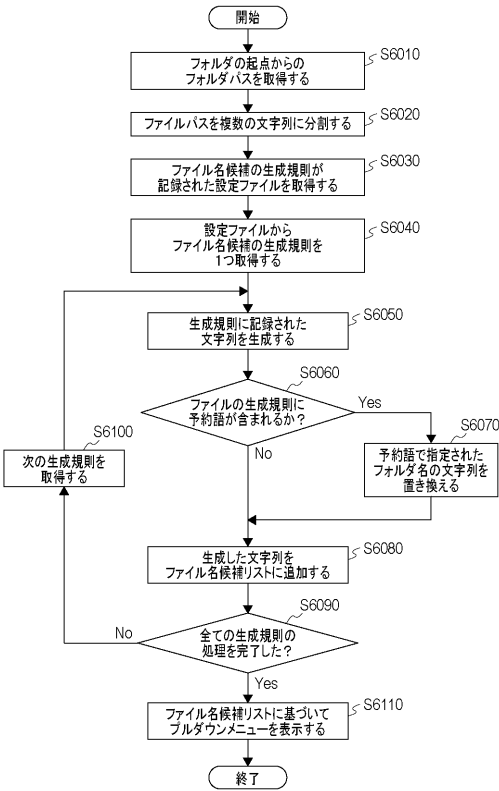 開始
S6010
フォルダの起点からの
フォルダパスを取得する
S6020
ファイルパスを複数の文字列に分割する
S6030
ファイル名候補の生成規則が
記録された設定ファイルを取得する
S6040
設定ファイルから
ファイル名候補の生成規則を
1つ取得する
S6050
生成規則に記録された
文字列を生成する
S6060
ファイルの生成規則に
予約語が含まれるか？
Yes
No
S6070
予約語で指定された
フォルダ名の文字列を
置き換える
S6100
次の生成規則を
取得する
S6080
生成した文字列を
ファイル名候補リストに追加する
S6090
全ての生成規則の
処理を完了した？
No
Yes
S6110
ファイル名候補リストに基づいて
プルダウンメニューを表示する
終了